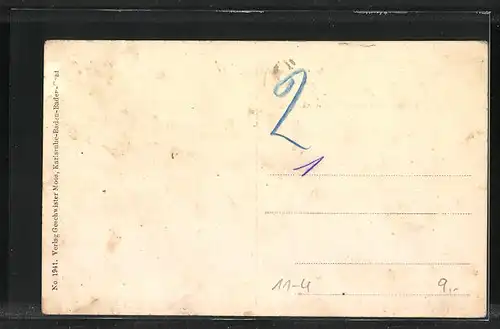 No. 1941. Verlag Geschwister Moos, Karlsruhe-Baden-Baden-
2
1
11-4
9.-